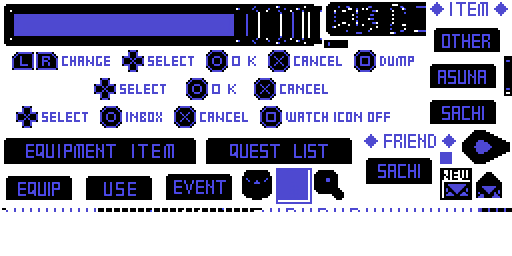 ITEM
OTHER
L R CHANGE SELECT O K CANCEL DUMP
ASUNA
SELECT O K CANCEL
SACHI
SELECT INBOX CANCEL WATCH ICON OFF
EQUIPMENT ITEM QUEST LIST
FRIEND
SACHI
EQUIP USE EVENT
NEW